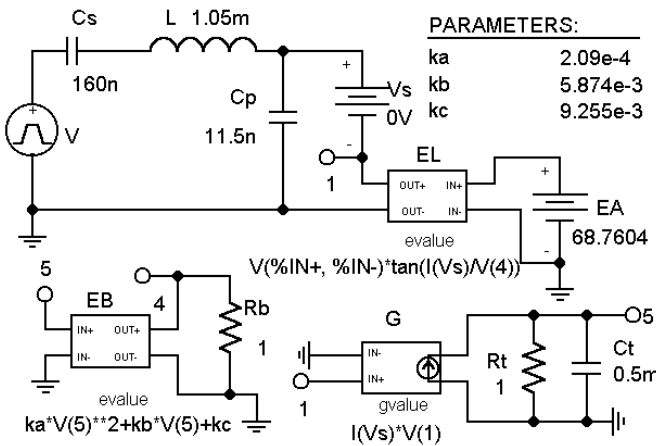 Cs
L 1.05m
160n
V
Cp
11.5n
+
Vs
0V
-
1
PARAMETERS:
ka 2.09e-4
kb 5.874e-3
kc 9.255e-3
EL
OUT+ IN+
OUT- IN-
evalue
V(%IN+, %IN-)*tan(I(Vs)/V(4))
+
EA
68.7604
-
5
EB
IN+ OUT+
IN- OUT-
4
Rb
1
evalue
ka*V(5)**2+kb*V(5)+kc
G
IN-
IN+
1
gvalue
I(Vs)*V(1)
Rt
1
Ct
0.5m
5